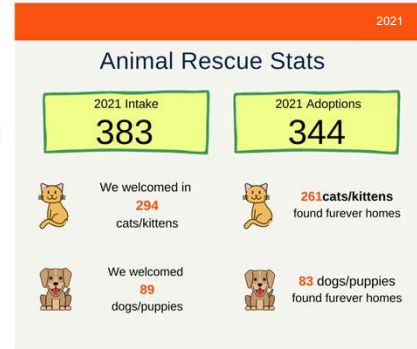 2021
Animal Rescue Stats
2021 Intake
383
2021 Adoptions
344
We welcomed in
294
cats/kittens
261cats/kittens
found furever homes
We welcomed
89
dogs/puppies
83 dogs/puppies
found furever homes